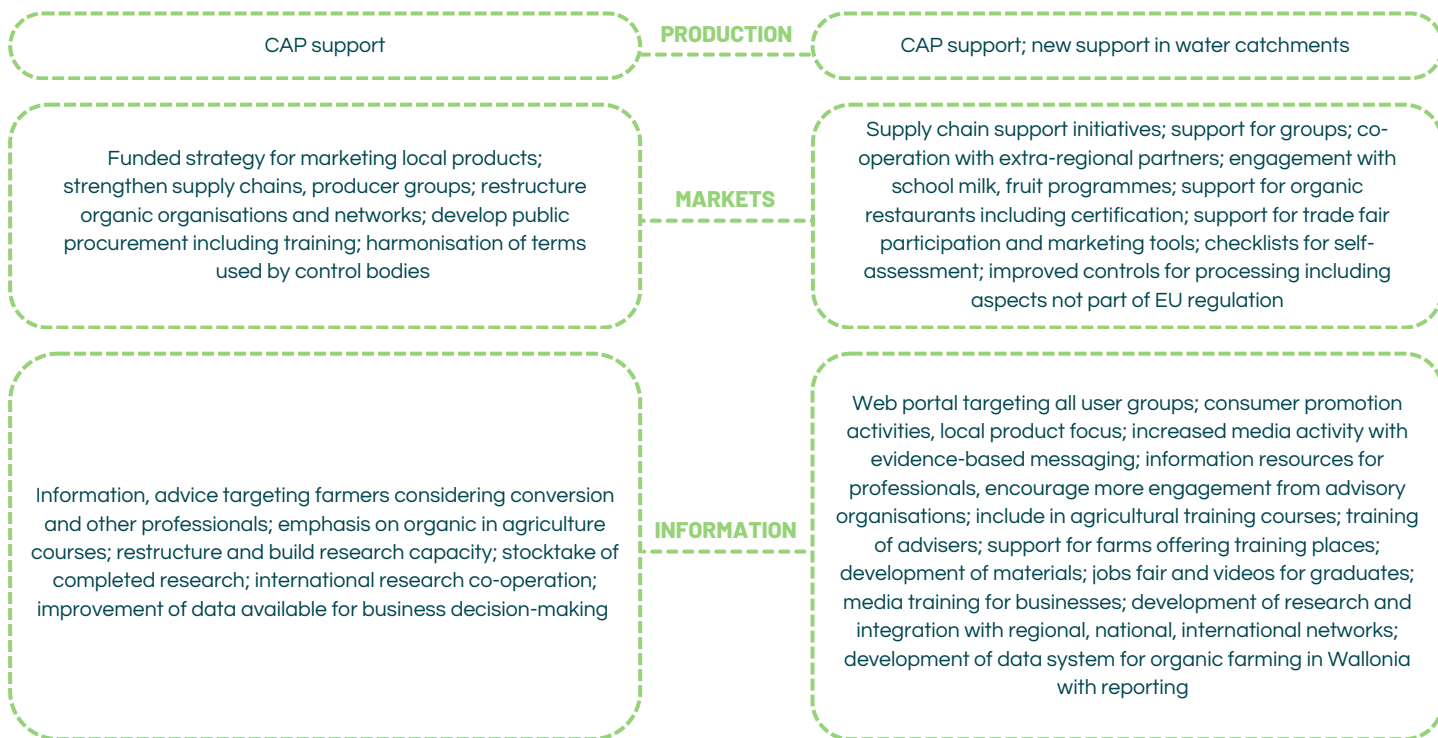 CAP support
PRODUCTION
CAP support; new support in water catchments
Funded strategy for marketing local products;
strengthen supply chains, producer groups; restructure
organic organisations and networks; develop public
procurement including training; harmonisation of terms
used by control bodies
MARKETS
Supply chain support initiatives; support for groups; co-
operation with extra-regional partners; engagement with
school milk, fruit programmes; support for organic
restaurants including certification; support for trade fair
participation and marketing tools; checklists for self-
assessment; improved controls for processing including
aspects not part of EU regulation
Information, advice targeting farmers considering conversion
and other professionals; emphasis on organic in agriculture
courses; restructure and build research capacity; stocktake of
completed research; international research co-operation;
improvement of data available for business decision-making
INFORMATION
Web portal targeting all user groups; consumer promotion
activities, local product focus; increased media activity with
evidence-based messaging; information resources for
professionals, encourage more engagement from advisory
organisations; include in agricultural training courses; training
of advisers; support for farms offering training places;
development of materials; jobs fair and videos for graduates;
media training for businesses; development of research and
integration with regional, national, international networks;
development of data system for organic farming in Wallonia
with reporting